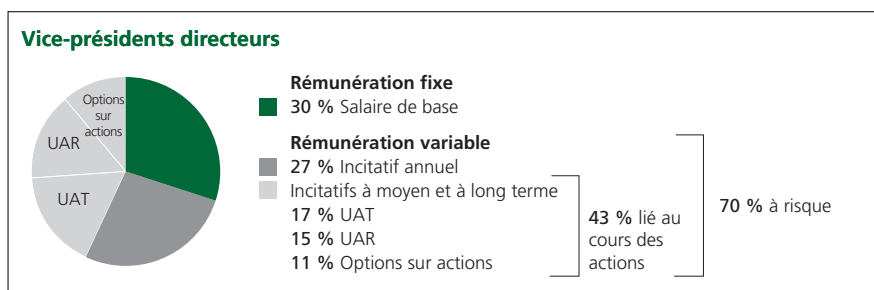 Vice-présidents directeurs
Options
sur
actions
UAR
UAT
Rémunération fixe
30 % Salaire de base
Rémunération variable
27 % Incitatif annuel
Incitatifs à moyen et à long terme
17 % UAT
15 % UAR
11 % Options sur actions
43 % lié au
cours des
actions
70 % à risque